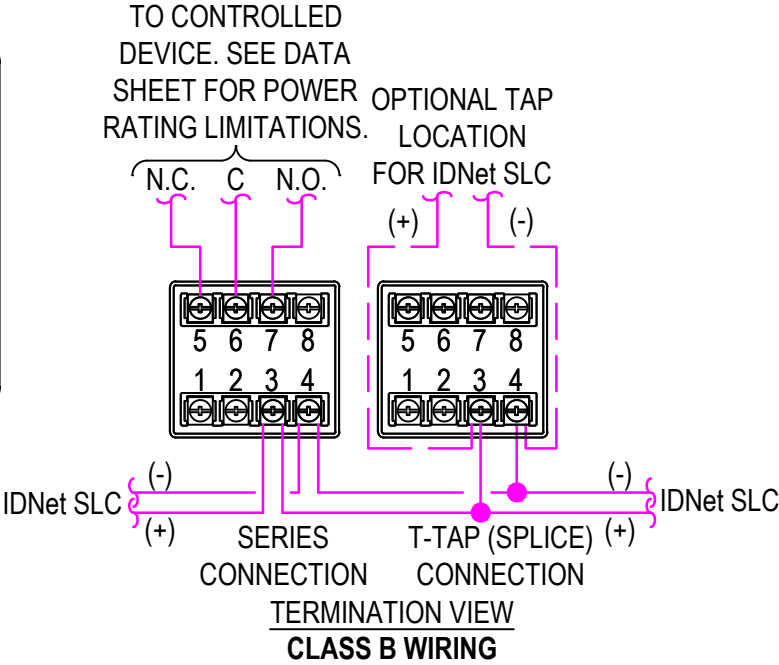 TO CONTROLLED
DEVICE. SEE DATA
SHEET FOR POWER
RATING LIMITATIONS.
N.C. C N.O.
OPTIONAL TAP
LOCATION
FOR IDNet SLC
(+) (-)
5 6 7 8
1 2 3 4
5 6 7 8
1 2 3 4
IDNet SLC
(-)
(+)
(-)
(+)
IDNet SLC
SERIES
CONNECTION
T-TAP (SPLICE)
CONNECTION
TERMINATION VIEW
CLASS B WIRING